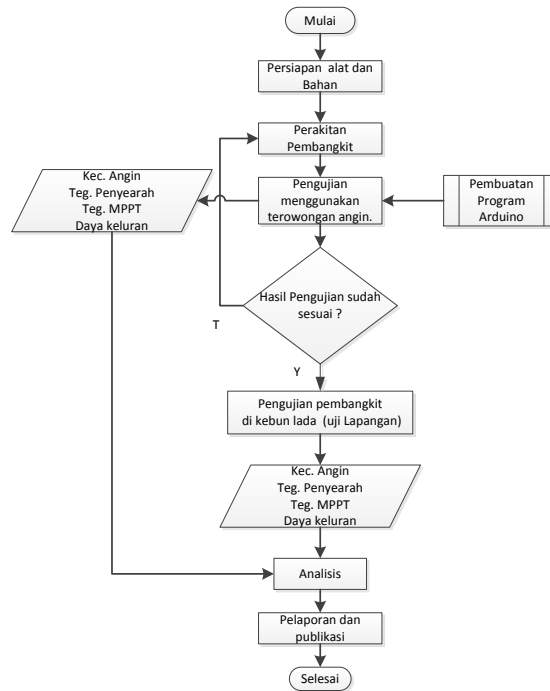 Mulai
Persiapan alat dan
Bahan
Perakitan
Pembangkit
Kec. Angin
Teg. Penyearah
Teg. MPPT
Daya keluran
Pengujian
menggunakan
terowongan angin.
Pembuatan
Program
Arduino
Hasil Pengujian sudah
sesuai ?
T
Y
Pengujian pembangkit
di kebun lada (uji Lapangan)
Kec. Angin
Teg. Penyearah
Teg. MPPT
Daya keluran
Analisis
Pelaporan dan
publikasi
Selesai